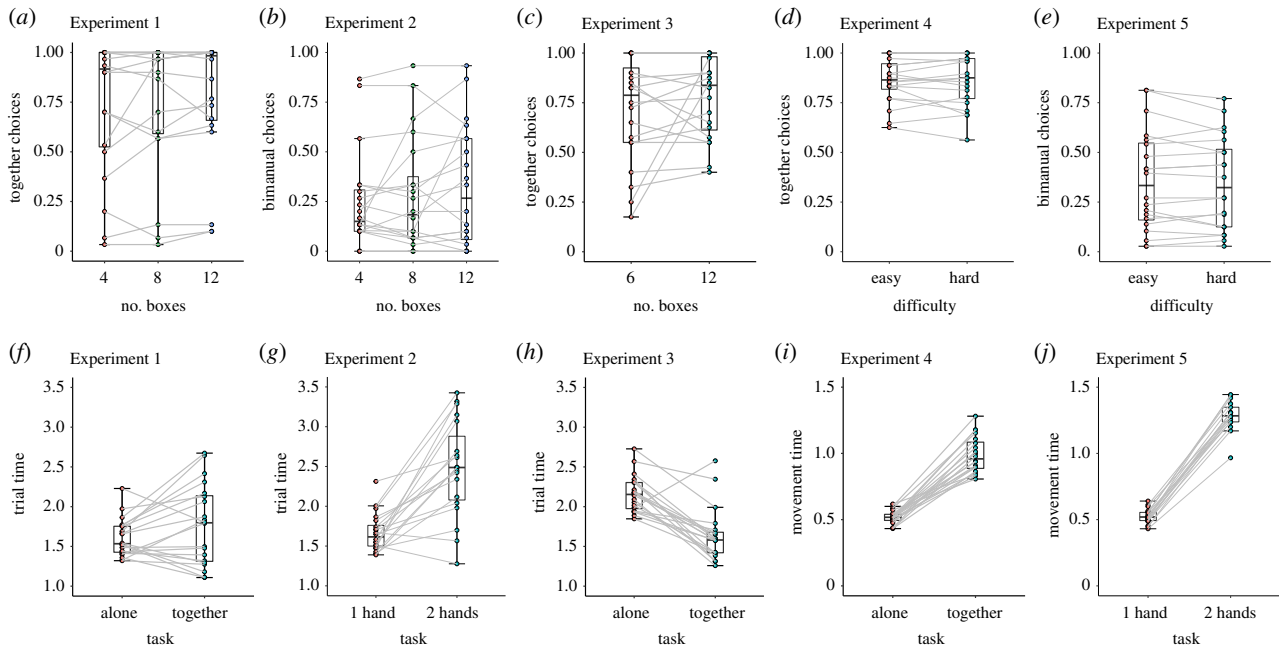 (a) Experiment 1
together choices
1.00
0.75
0.50
0.25
0
4 8 12
no. boxes
(b) Experiment 2
bimanual choices
1.00
0.75
0.50
0.25
0
4 8 12
no. boxes
(c) Experiment 3
together choices
1.00
0.75
0.50
0.25
0
6 12
no. boxes
(d) Experiment 4
together choices
1.00
0.75
0.50
0.25
0
easy hard
difficulty
(e) Experiment 5
bimanual choices
1.00
0.75
0.50
0.25
0.
easy hard
difficulty
(f) Experiment 1
trial time
3.5
3.0
2.5
2.0
1.5
1.0
alone together
task
(g) Experiment 2
trial time
3.5
3.0
2.5
2.0
1.5
1.0
1 hand 2 hands
task
(h) Experiment 3
trial time
3.5
3.0
2.5
2.0
1.5
1.0
alone together
task
(i) Experiment 4
movement time
1.5
1.0
0.5
0
alone together
task
(j) Experiment 5
movement time
1.5
1.0
0.5
0
1 hand 2 hands
task